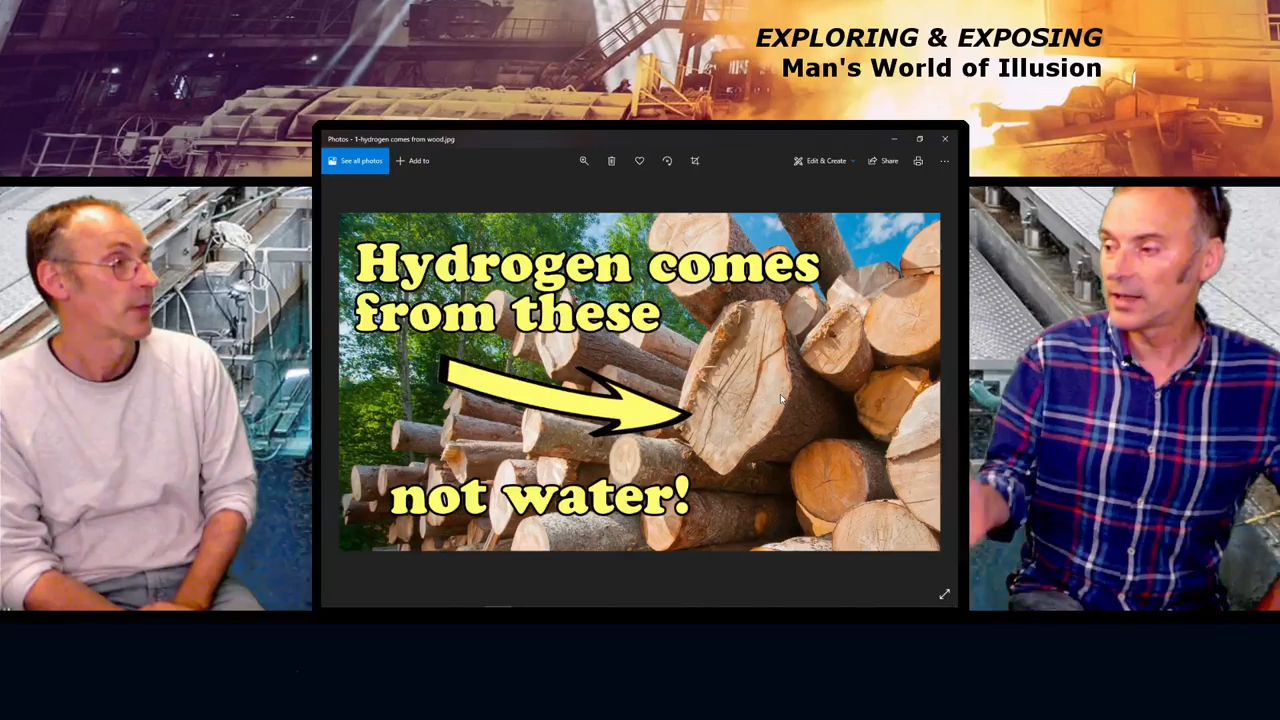 EXPLORING & EXPOSING
Man's World of Illusion
Photos - 1-hydrogen comes from wood.jpg
See all photos
Add to
Edit & Create
Share
Hydrogen comes
from these
not water!